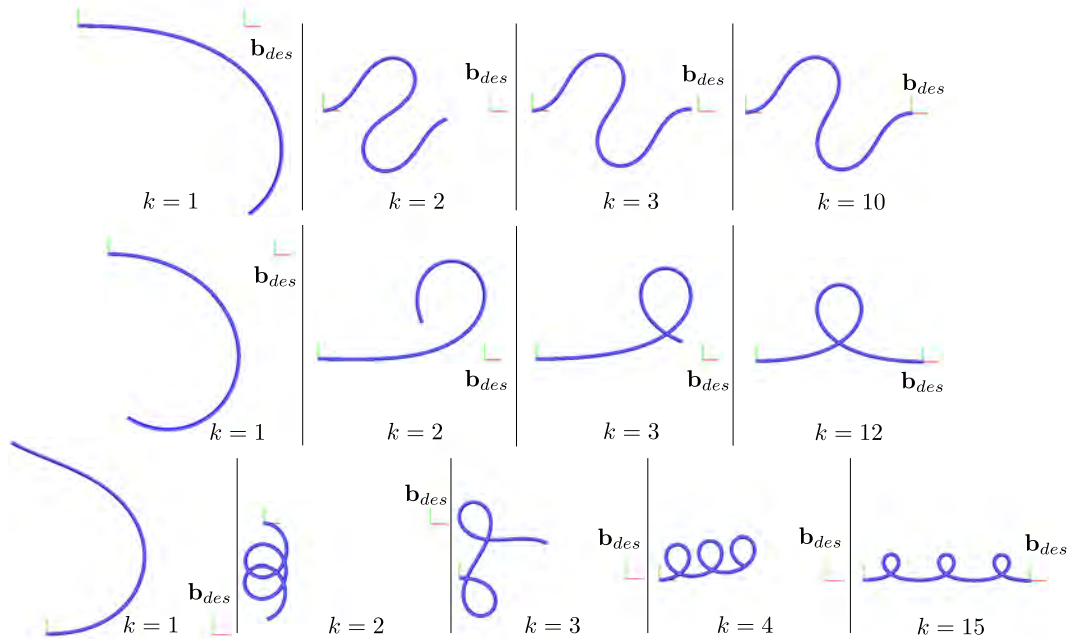 b_des
k = 1
b_des
k = 2
b_des
k = 3
b_des
k = 10
b_des
k = 1
b_des
k = 2
b_des
k = 3
b_des
k = 12
b_des
k = 1
k = 2
b_des
k = 3
b_des
k = 4
b_des
b_des
k = 15